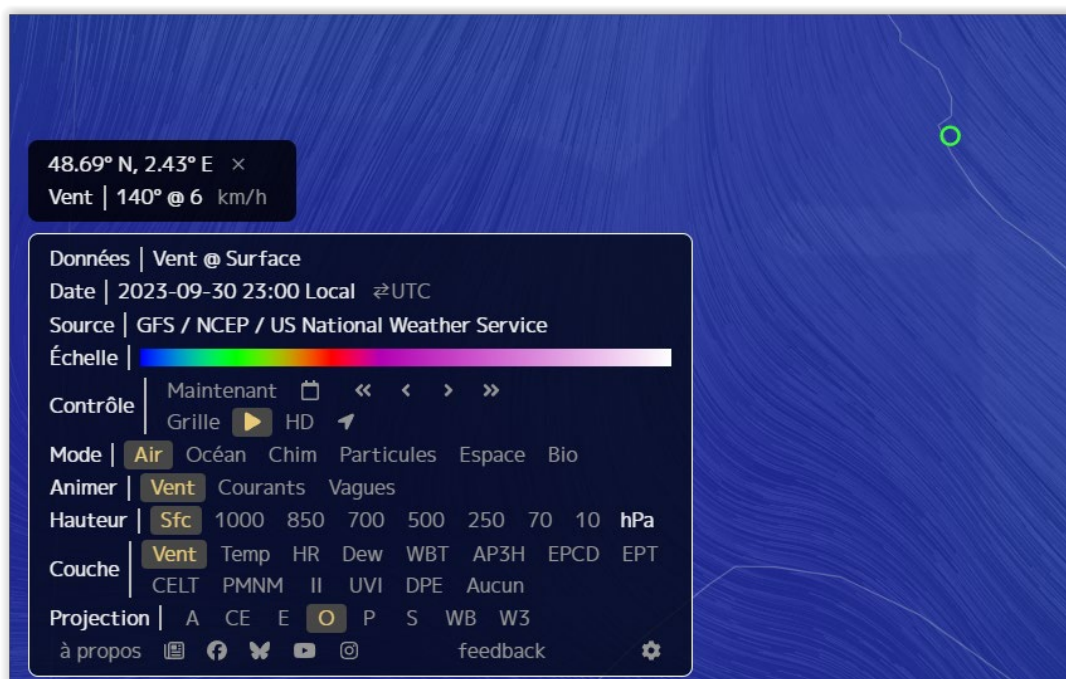 48.69° N, 2.43° E ×
Vent | 140° @ 6 km/h
Données | Vent @ Surface
Date | 2023-09-30 23:00 Local ⇄UTC
Source | GFS / NCEP / US National Weather Service
Échelle |
Contrôle | Maintenant « ‹ › »
Grille HD
Mode | Air Océan Chim Particules Espace Bio
Animer | Vent Courants Vagues
Hauteur | Sfc 1000 850 700 500 250 70 10 hPa
Couche | Vent Temp HR Dew WBT AP3H EPCD EPT
CELT PMNM II UVI DPE Aucun
Projection | A CE E O P S WB W3
à propos feedback